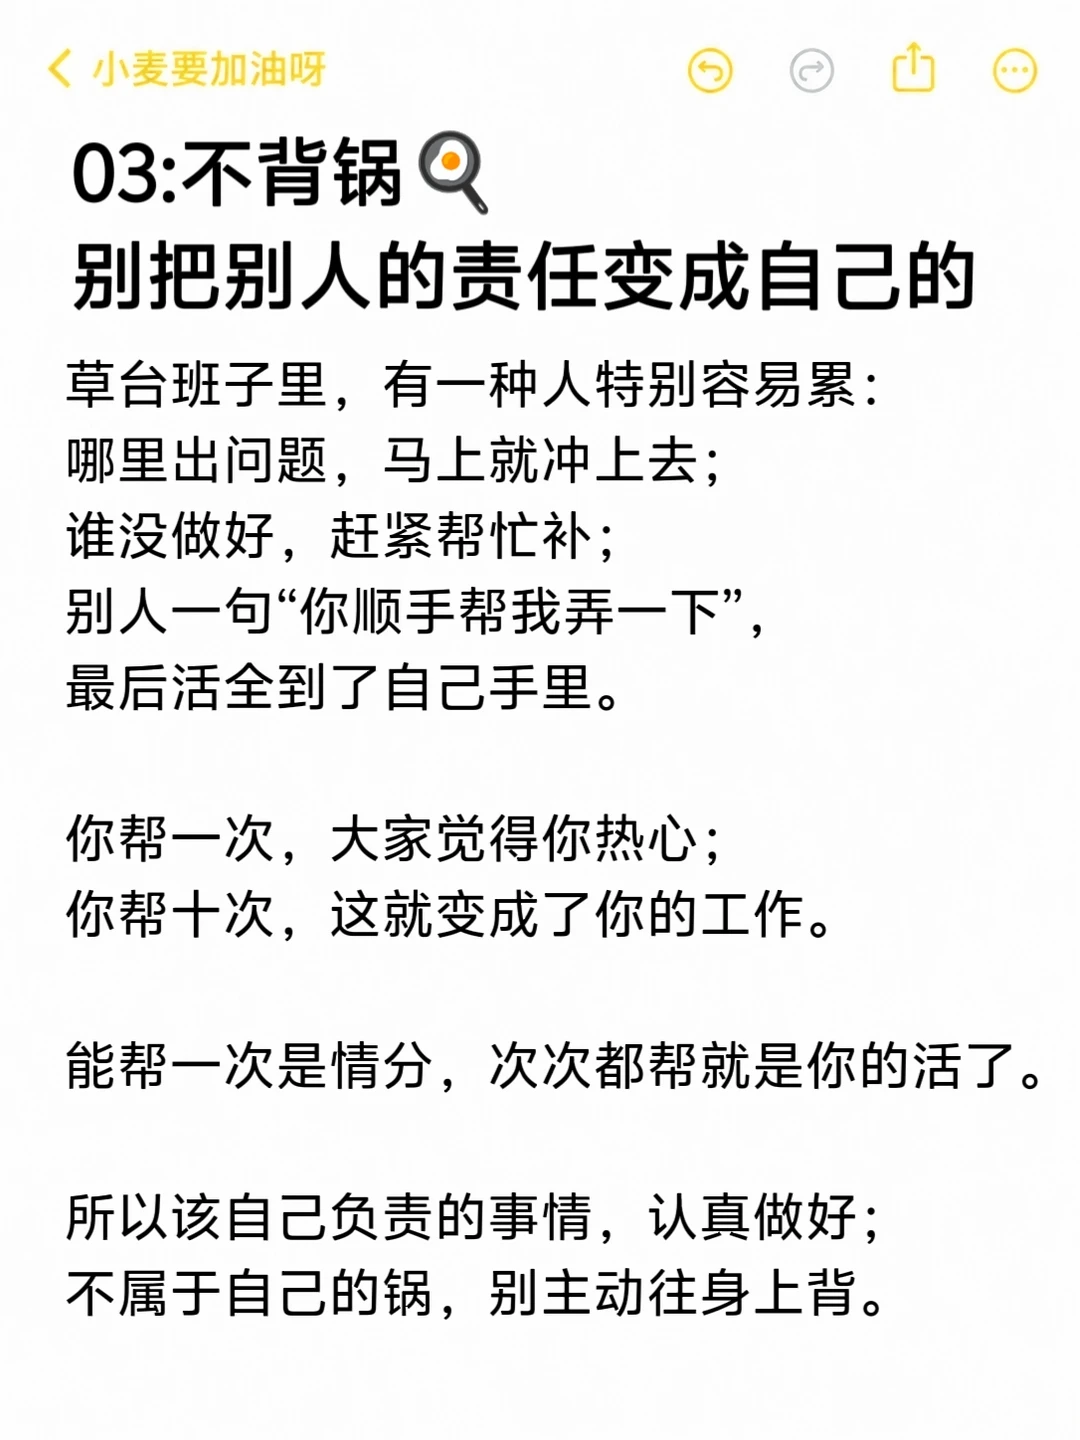 小麦要加油呀
03:不背锅🍳
别把别人的责任变成自己的
草台班子里，有一种人特别容易累：
哪里出问题，马上就冲上去；
谁没做好，赶紧帮忙补；
别人一句“你顺手帮我弄一下”，
最后活全到了自己手里。
你帮一次，大家觉得你热心；
你帮十次，这就变成了你的工作。
能帮一次是情分，次次都帮就是你的活了。
所以该自己负责的事情，认真做好；
不属于自己的锅，别主动往身上背。